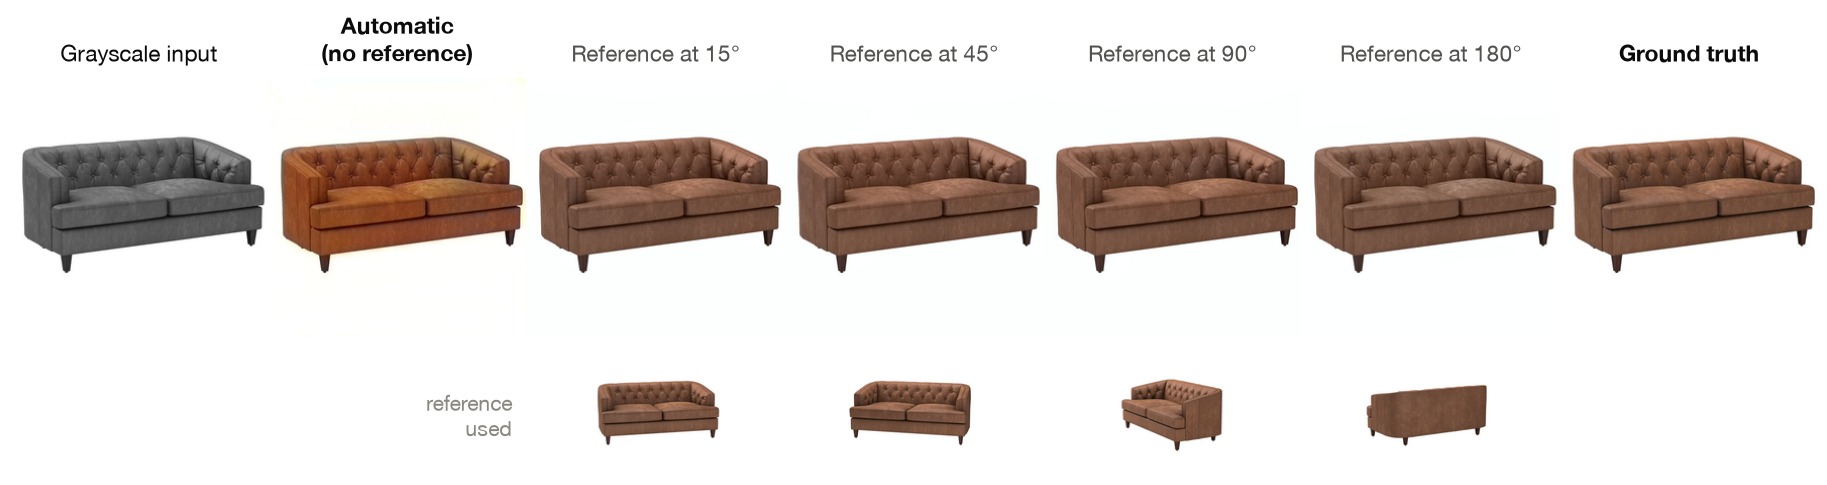 Grayscale input
Automatic
(no reference)
Reference at 15°
Reference at 45°
Reference at 90°
Reference at 180°
Ground truth
reference
used